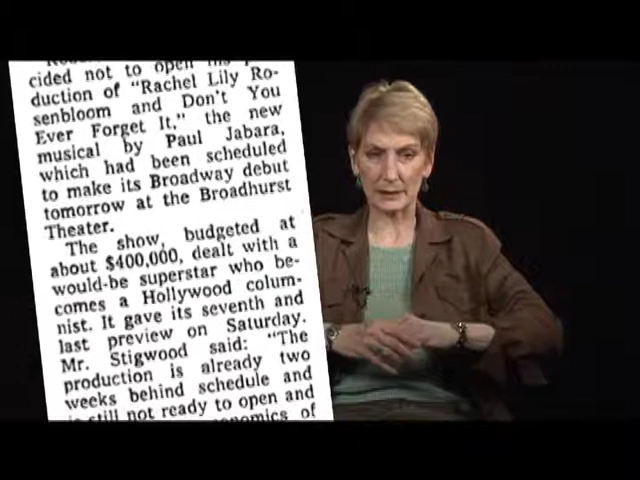 cided not to open his p
duction of "Rachel Lily Ro-
senbloom and Don't You
Ever Forget It," the new
musical by Paul Jabara,
which had been scheduled
to make its Broadway debut
tomorrow at the Broadhurst
Theater.
The show, budgeted at
about $400,000, dealt with a
would-be superstar who be-
comes a Hollywood colum-
nist. It gave its seventh and
last preview on Saturday.
Mr. Stigwood said: "The
production is already two
weeks behind schedule and
is still not ready to open and
economics of